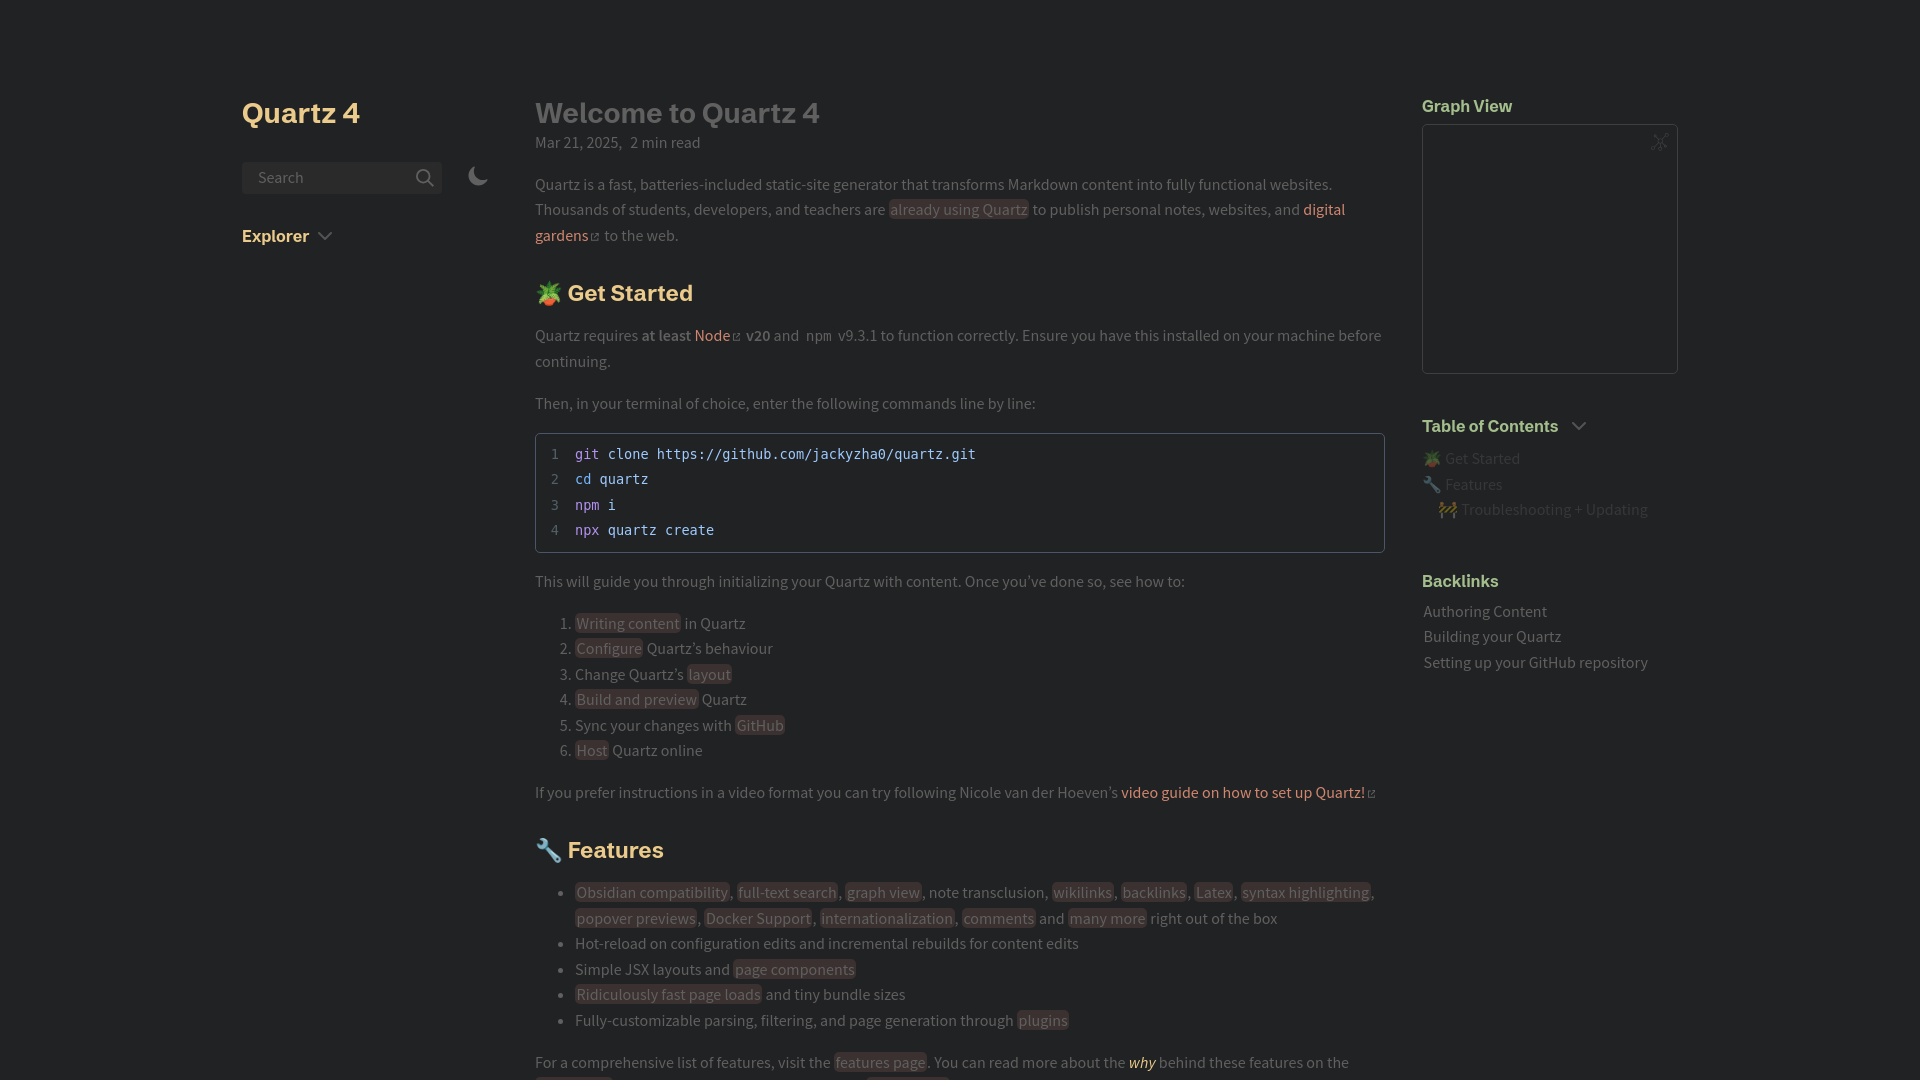 Quartz 4
Search
Explorer
Welcome to Quartz 4
Mar 21, 2025, 2 min read
Quartz is a fast, batteries-included static-site generator that transforms Markdown content into fully functional websites.
Thousands of students, developers, and teachers are already using Quartz to publish personal notes, websites, and digital
gardens to the web.
🪴 Get Started
Quartz requires at least Node v20 and npm v9.3.1 to function correctly. Ensure you have this installed on your machine before
continuing.
Then, in your terminal of choice, enter the following commands line by line:
1 git clone https://github.com/jackyzha0/quartz.git
2 cd quartz
3 npm i
4 npx quartz create
This will guide you through initializing your Quartz with content. Once you’ve done so, see how to:
1. Writing content in Quartz
2. Configure Quartz’s behaviour
3. Change Quartz’s layout
4. Build and preview Quartz
5. Sync your changes with GitHub
6. Host Quartz online
If you prefer instructions in a video format you can try following Nicole van der Hoeven’s video guide on how to set up Quartz!
🔧 Features
• Obsidian compatibility, full-text search, graph view, note transclusion, wikilinks, backlinks, Latex, syntax highlighting,
popover previews, Docker Support, internationalization, comments and many more right out of the box
• Hot-reload on configuration edits and incremental rebuilds for content edits
• Simple JSX layouts and page components
• Ridiculously fast page loads and tiny bundle sizes
• Fully-customizable parsing, filtering, and page generation through plugins
For a comprehensive list of features, visit the features page. You can read more about the why behind these features on the
Graph View
Table of Contents
🪴 Get Started
🔧 Features
🚧 Troubleshooting + Updating
Backlinks
Authoring Content
Building your Quartz
Setting up your GitHub repository